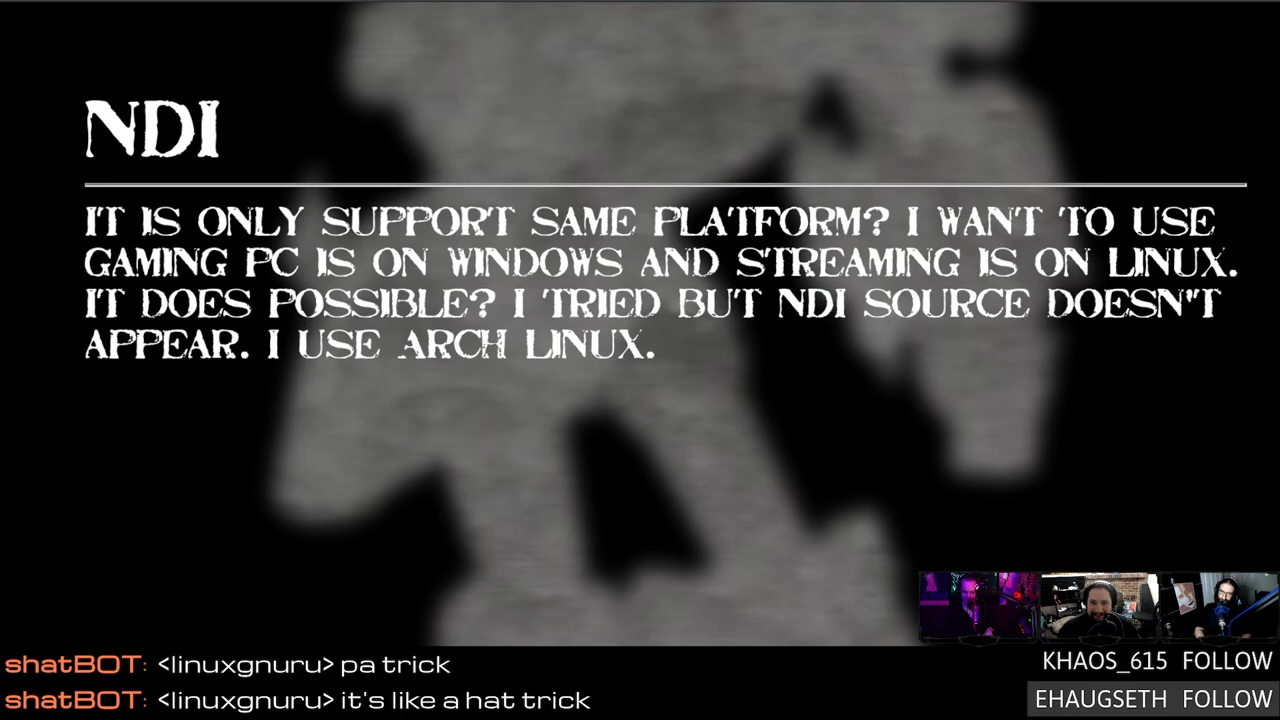 NDI
IT IS ONLY SUPPORT SAME PLATFORM? I WANT TO USE
GAMING PC IS ON WINDOWS AND STREAMING IS ON LINUX.
IT DOES POSSIBLE? I TRIED BUT NDI SOURCE DOESN"T
APPEAR. I USE ARCH LINUX.
shatBOT: <linuxgnuru> pa trick
shatBOT: <linuxgnuru> it's like a hat trick
KHAOS_615 FOLLOW
EHAUGSETH FOLLOW